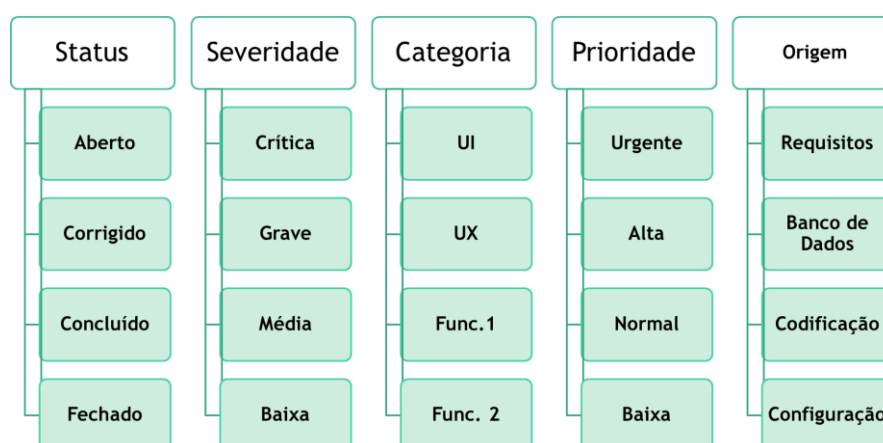 Status
Severidade
Categoria
Prioridade
Origem
Aberto
Crítica
UI
Urgente
Requisitos
Corrigido
Grave
UX
Alta
Banco de
Dados
Concluído
Média
Func.1
Normal
Codificação
Fechado
Baixa
Func. 2
Baixa
Configuração